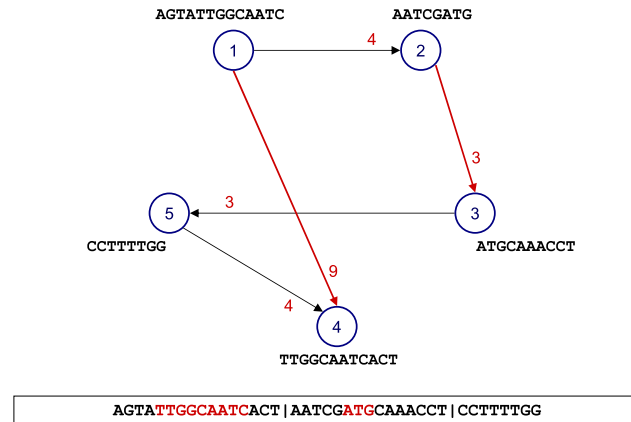 AGTATTGGCAATC AATCGATG
1 4 2
3
5 3 3
CCTTTTGG ATGCAAACCT
9
4
4
TTGGCAATCACT
AGTATTGGCAATCACT|AATCGATGCAAACCT|CCTTTTGG